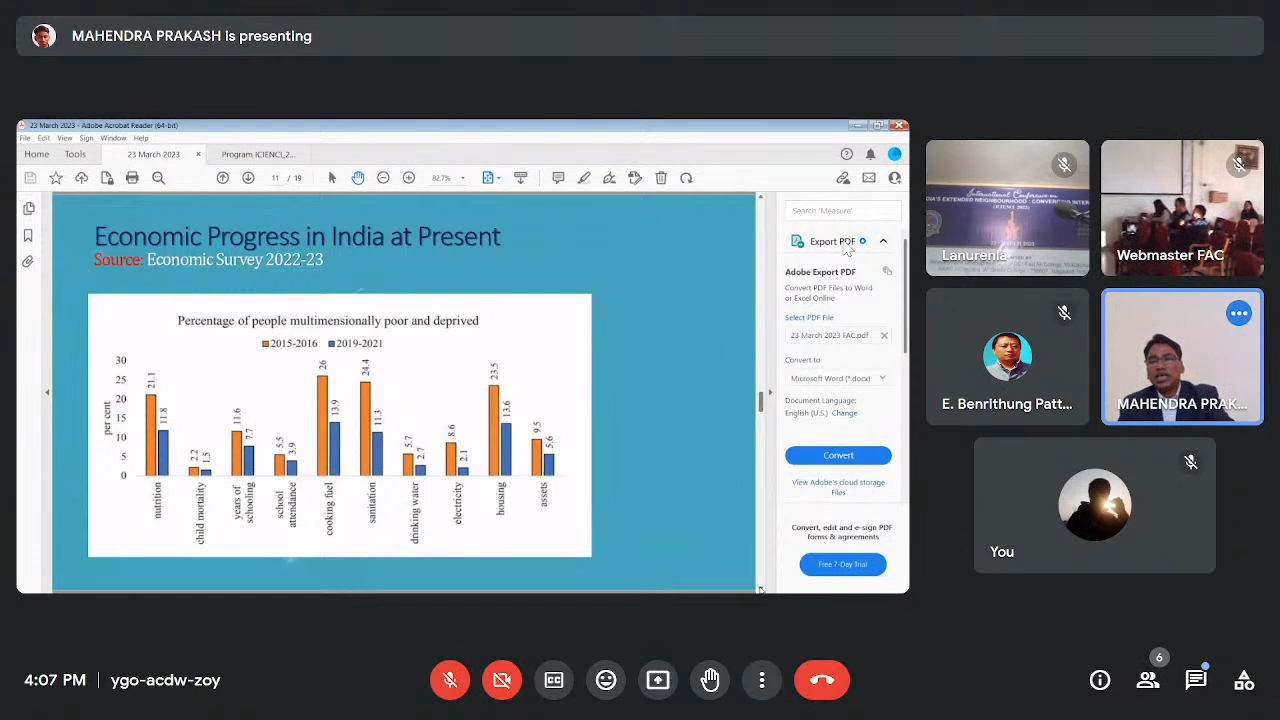 MAHENDRA PRAKASH is presenting
23 March 2023 - Adobe Acrobat Reader (64-bit)
File Edit View Sign Window Help
Home Tools 23 March 2023 × Program ICIENCI_2...
11 / 19 82.7%
Economic Progress in India at Present
Source: Economic Survey 2022-23
Percentage of people multimensionally poor and deprived
2015-2016 2019-2021
per cent
30
25
20
15
10
5
0
21.1 11.8
2.2 1.5
11.6 7.7
5.5 3.9
26 13.9
24.4 11.3
5.7 2.7
8.6 2.1
23.5 13.6
9.5 5.6
nutrition
child mortality
years of
schooling
school
attendance
cooking fuel
sanitation
drinking water
electricity
housing
assets
Search 'Measure'
Export PDF
Adobe Export PDF
Convert PDF Files to Word
or Excel Online
Select PDF File
23 March 2023 FAC.pdf
Convert to
Microsoft Word (*.docx)
Document Language:
English (U.S.) Change
Convert
View Adobe's cloud storage
Files
Convert, edit and e-sign PDF
forms & agreements
Free 7-Day Trial
International Conference on
(ICIENCI 2023)
Lanurenla
Webmaster FAC
E. Benrithung Patt...
MAHENDRA PRAK...
You
4:07 PM | ygo-acdw-zoy
6